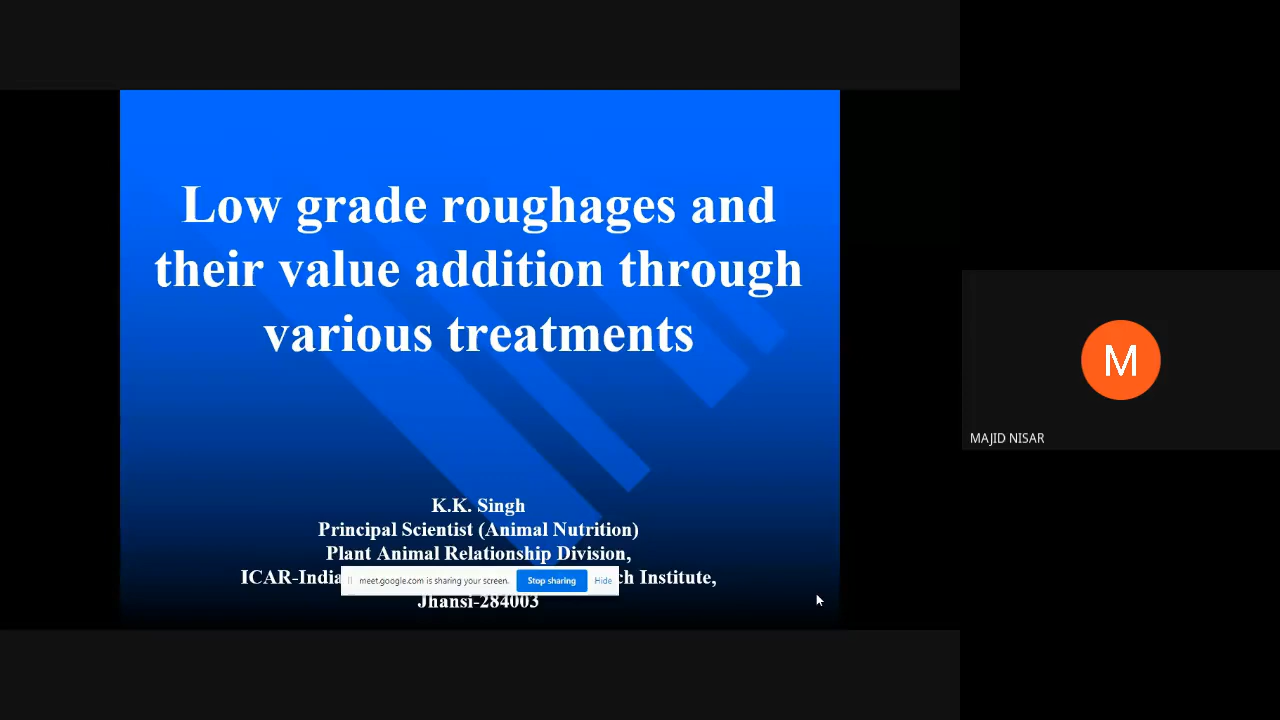 Low grade roughages and
their value addition through
various treatments
K.K. Singh
Principal Scientist (Animal Nutrition)
Plant Animal Relationship Division,
ICAR-India ch Institute,
meet.google.com is sharing your screen. Stop sharing Hide
Jhansi-284003
M
MAJID NISAR